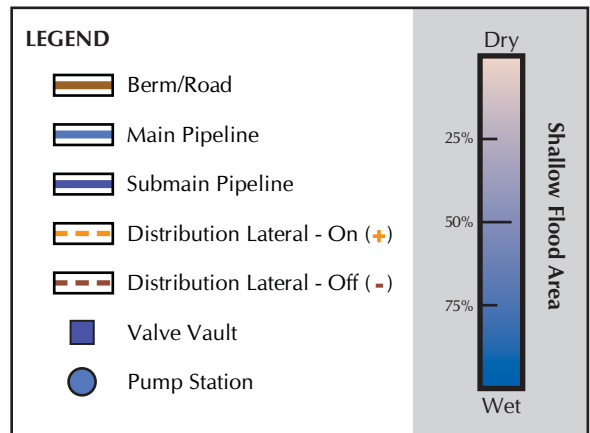 LEGEND
Berm/Road
Main Pipeline
Submain Pipeline
Distribution Lateral - On (+)
Distribution Lateral - Off (-)
Valve Vault
Pump Station
Dry
25%
50%
75%
Wet
Shallow Flood Area